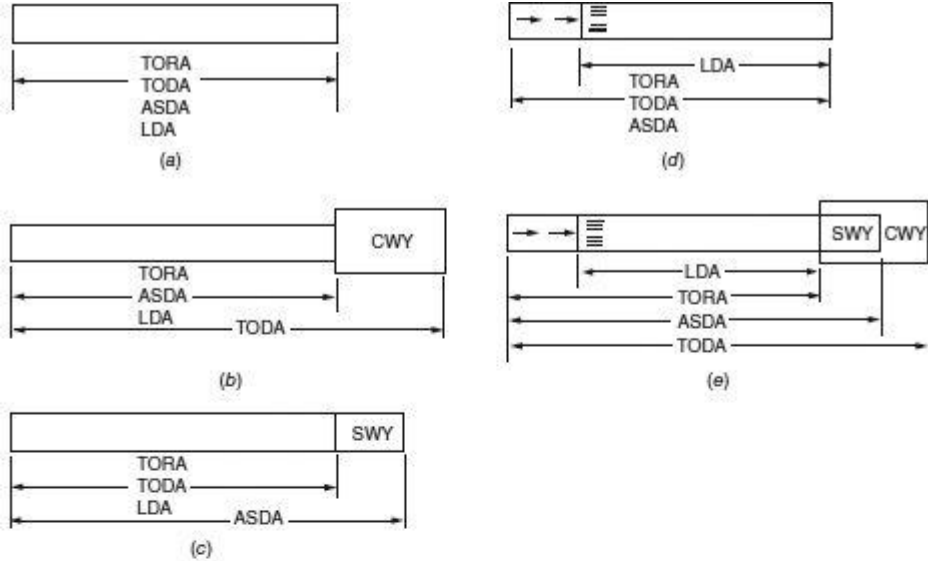 TORA
TODA
ASDA
LDA
(a)
CWY
TORA
ASDA
LDA
TODA
(b)
SWY
TORA
TODA
LDA
ASDA
(c)
LDA
TORA
TODA
ASDA
(d)
SWY CWY
LDA
TORA
ASDA
TODA
(e)